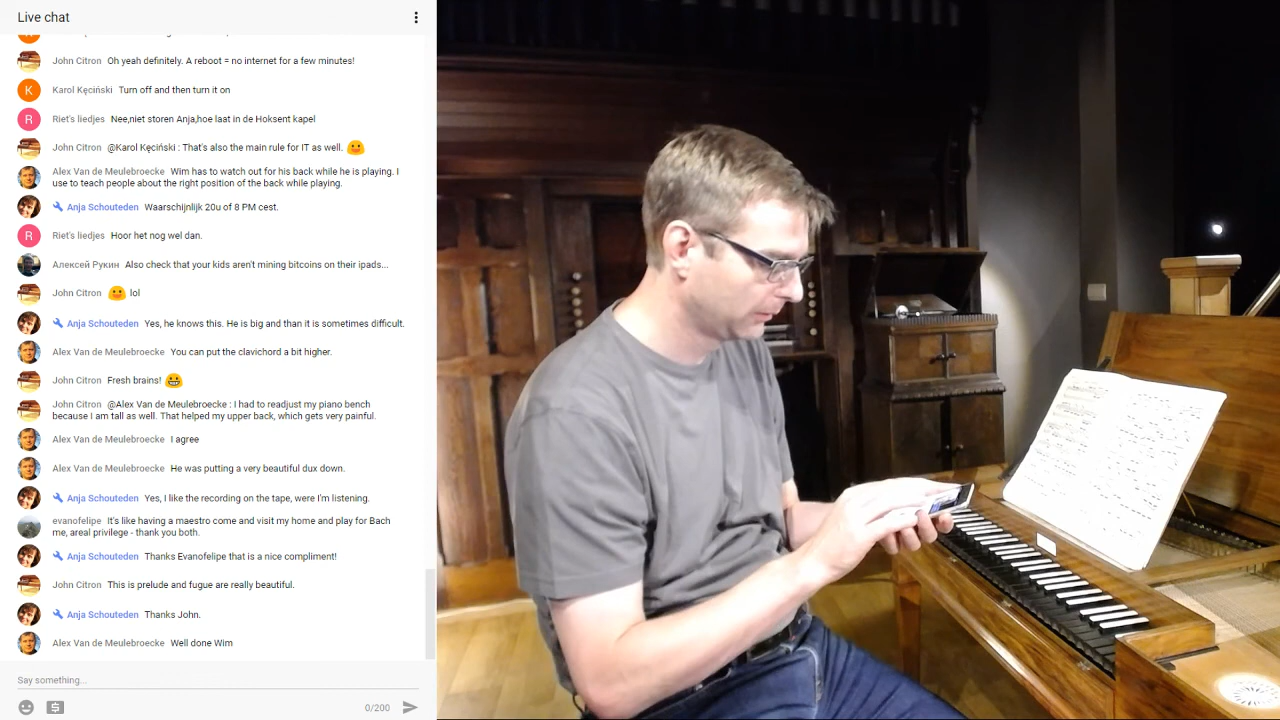 Live chat
John Citron Oh yeah definitely. A reboot = no internet for a few minutes!
K
Karol Kęciński Turn off and then turn it on
R
Riet's liedjes Nee,niet storen Anja,hoe laat in de Hoksent kapel
John Citron @Karol Kęciński : That's also the main rule for IT as well.
Alex Van de Meulebroecke Wim has to watch out for his back while he is playing. I
use to teach people about the right position of the back while playing.
Anja Schouteden Waarschijnlijk 20u of 8 PM cest.
R
Riet's liedjes Hoor het nog wel dan.
Алексей Рукин Also check that your kids aren't mining bitcoins on their ipads...
John Citron lol
Anja Schouteden Yes, he knows this. He is big and than it is sometimes difficult.
Alex Van de Meulebroecke You can put the clavichord a bit higher.
John Citron Fresh brains!
John Citron @Alex Van de Meulebroecke : I had to readjust my piano bench
because I am tall as well. That helped my upper back, which gets very painful.
Alex Van de Meulebroecke I agree
Alex Van de Meulebroecke He was putting a very beautiful dux down.
Anja Schouteden Yes, I like the recording on the tape, were I'm listening.
evanofelipe It's like having a maestro come and visit my home and play for Bach
me, areal privilege - thank you both.
Anja Schouteden Thanks Evanofelipe that is a nice compliment!
John Citron This is prelude and fugue are really beautiful.
Anja Schouteden Thanks John.
Alex Van de Meulebroecke Well done Wim
Say something...
0/200